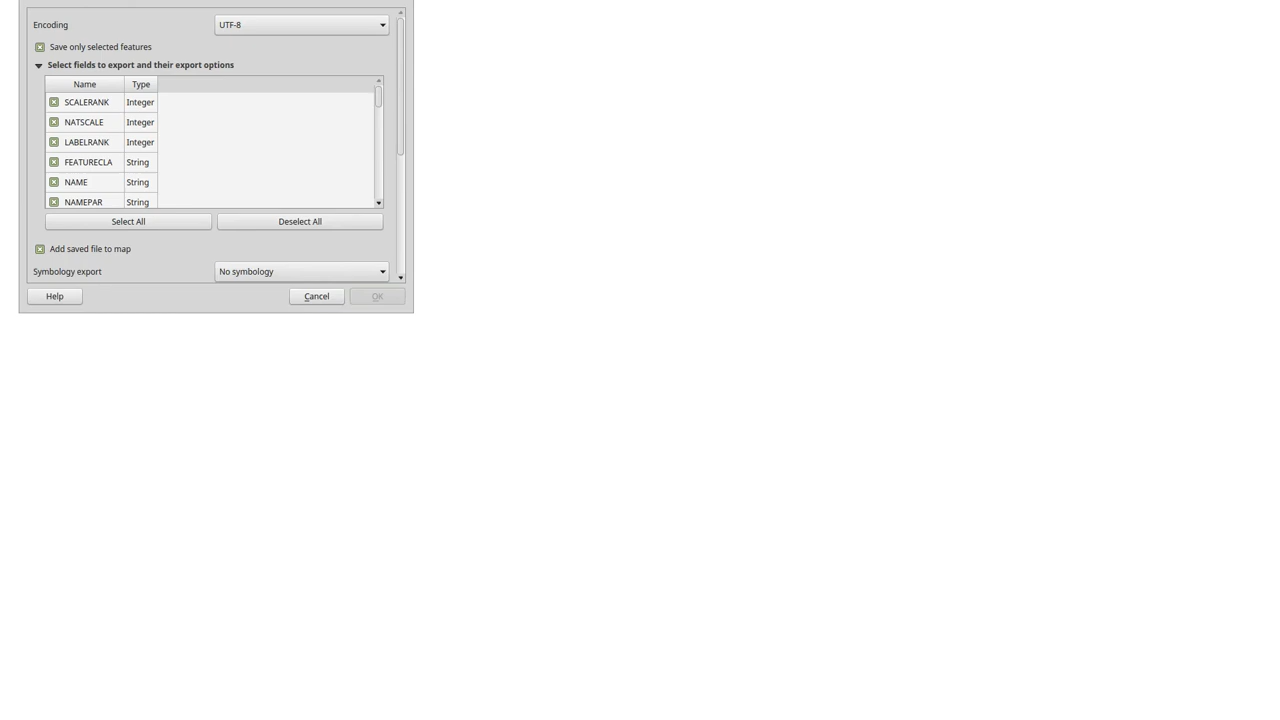 Encoding UTF-8
Save only selected features
Select fields to export and their export options
Name Type
SCALERANK Integer
NATSCALE Integer
LABELRANK Integer
FEATURECLA String
NAME String
NAMEPAR String
Select All Deselect All
Add saved file to map
Symbology export No symbology
Help Cancel OK